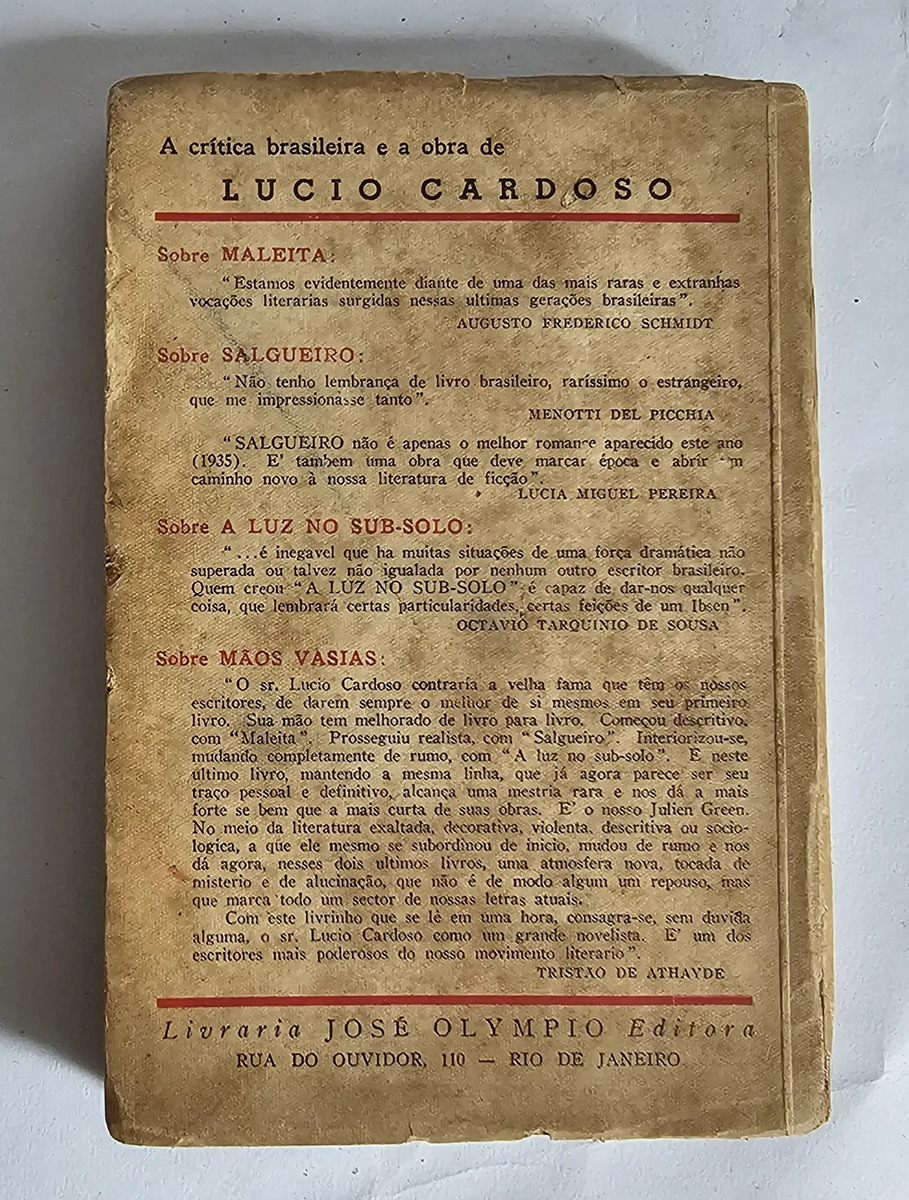 A crítica brasileira e a obra de
LUCIO CARDOSO
Sobre MALEITA:
"Estamos evidentemente diante de uma das mais raras e extranhas
vocações literarias surgidas nessas ultimas gerações brasileiras".
AUGUSTO FREDERICO SCHMIDT
Sobre SALGUEIRO:
"Não tenho lembrança de livro brasileiro, raríssimo o estrangeiro,
que me impressionásse tanto".
MENOTTI DEL PICCHIA
"SALGUEIRO não é apenas o melhor romance aparecido este ano
(1935). E' tambem uma obra que deve marcar época e abrir um
caminho novo à nossa literatura de ficção".
LUCIA MIGUEL PEREIRA
Sobre A LUZ NO SUB-SOLO:
"...é inegavel que ha muitas situações de uma força dramática não
superada ou talvez não igualada por nenhum outro escritor brasileiro.
Quem creou "A LUZ NO SUB-SOLO" é capaz de dar-nos qualquer
coisa, que lembrará certas particularidades, certas feições de um Ibsen".
OCTAVIO TARQUINIO DE SOUSA
Sobre MÃOS VASIAS:
"O sr. Lucio Cardoso contraría a velha fama que têm os nossos
escritores, de darem sempre o melhor de si mesmos em seu primeiro
livro. Sua mão tem melhorado de livro para livro. Começou descritivo,
com "Maleita". Prosseguiu realista, com "Salgueiro". Interiorizou-se,
mudando completamente de rumo, com "A luz no sub-solo". E neste
último livro, mantendo a mesma linha, que já agora parece ser seu
traço pessoal e definitivo, alcança uma mestria rara e nos dá a mais
forte se bem que a mais curta de suas obras. E' o nosso Julien Green.
No meio da literatura exaltada, decorativa, violenta, descritiva ou socio-
logica, a que ele mesmo se subordinou de inicio, mudou de rumo e nos
dá agora, nesses dois ultimos livros, uma atmosfera nova, tocada de
misterio e de alucinação, que não é de modo algum um repouso, mas
que marca todo um sector de nossas letras atuais.
Com este livrinho que se lê em uma hora, consagra-se, sem duvida
alguma, o sr. Lucio Cardoso como um grande novelista. E' um dos
escritores mais poderosos do nosso movimento literario".
TRISTÃO DE ATHAYDE
Livraria JOSÉ OLYMPIO Editora
RUA DO OUVIDOR, 110 — RIO DE JANEIRO